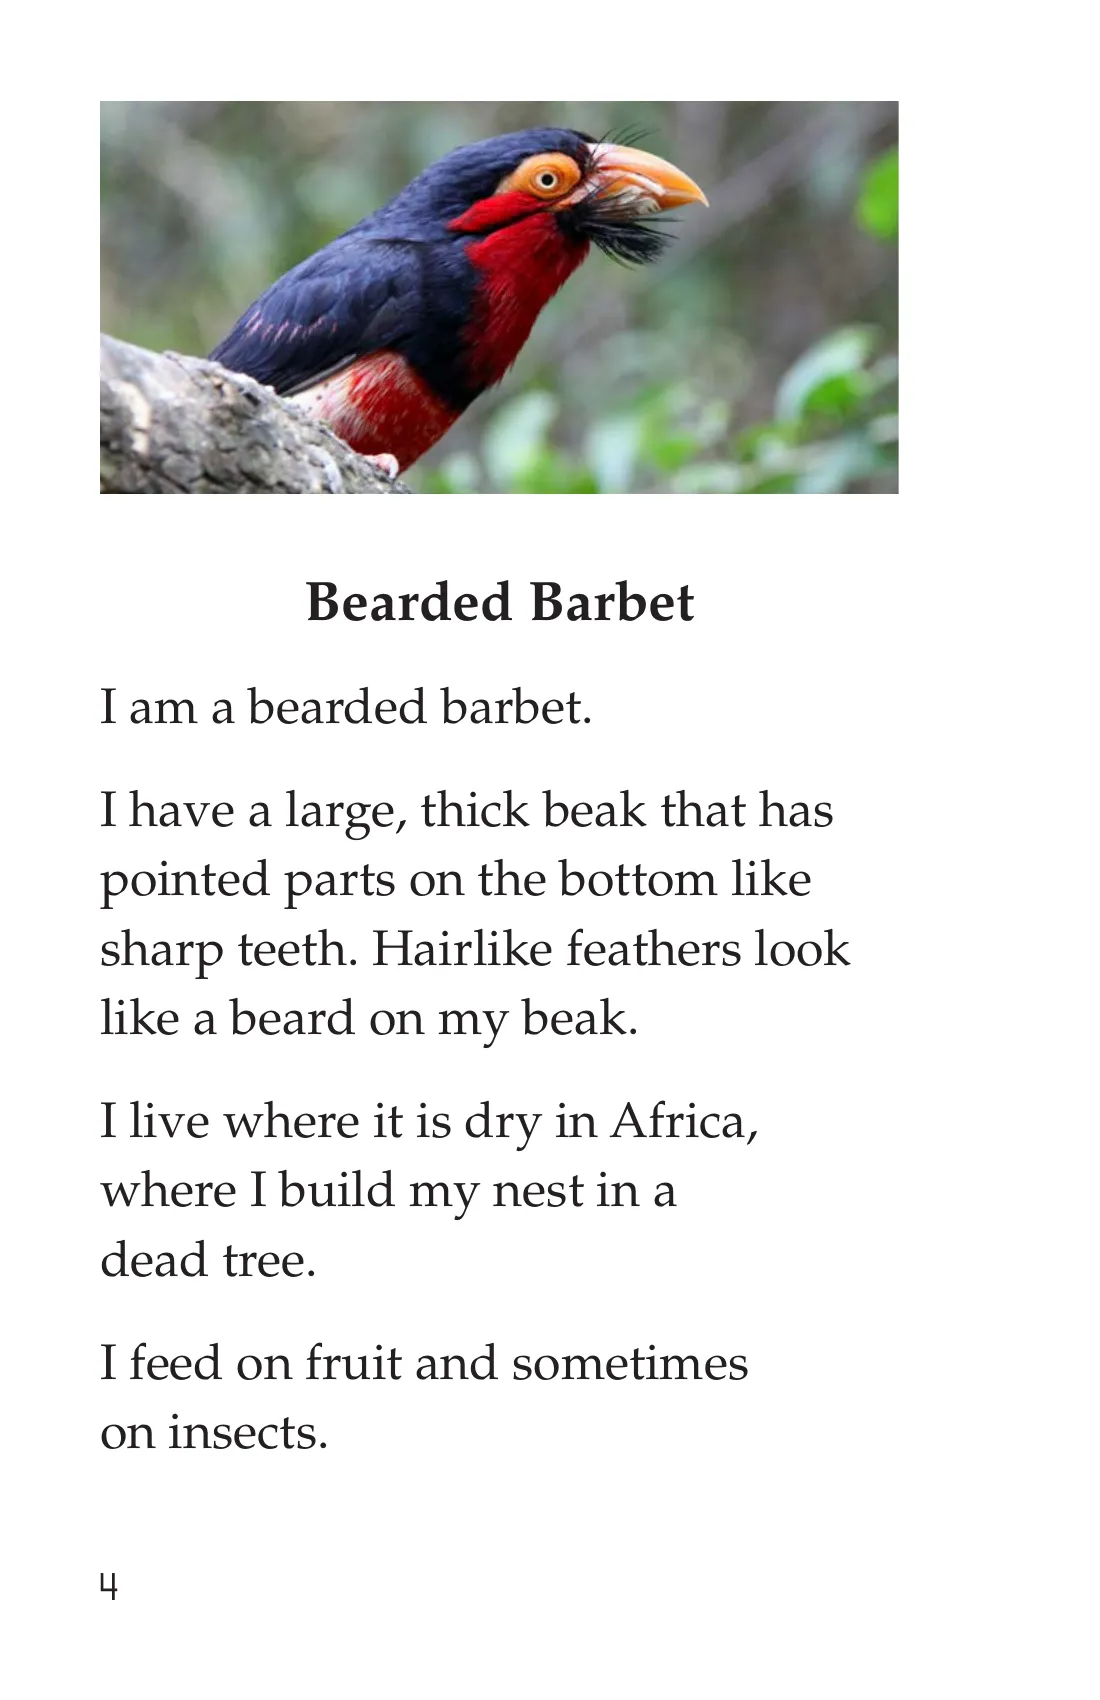 Bearded Barbet
I am a bearded barbet.
I have a large, thick beak that has
pointed parts on the bottom like
sharp teeth. Hairlike feathers look
like a beard on my beak.
I live where it is dry in Africa,
where I build my nest in a
dead tree.
I feed on fruit and sometimes
on insects.
4